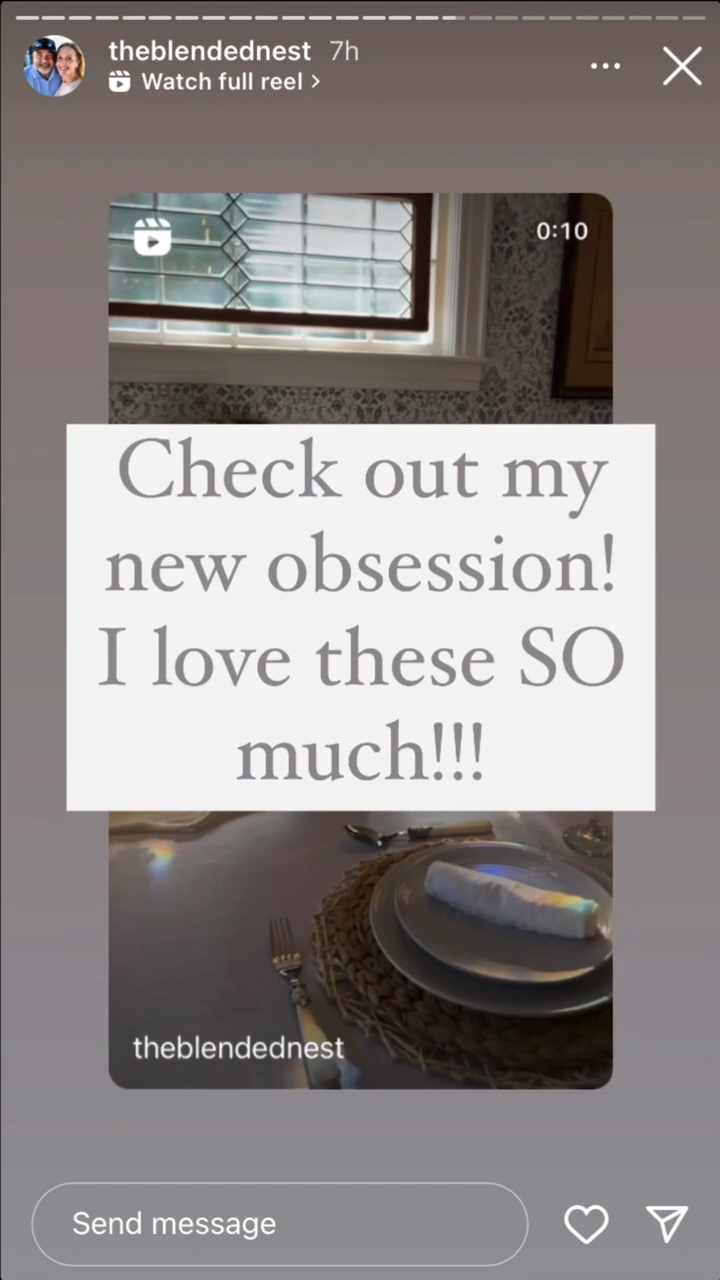 theblendednest 7h
Watch full reel >
0:10
Check out my
new obsession!
I love these SO
much!!!
theblendednest
Send message